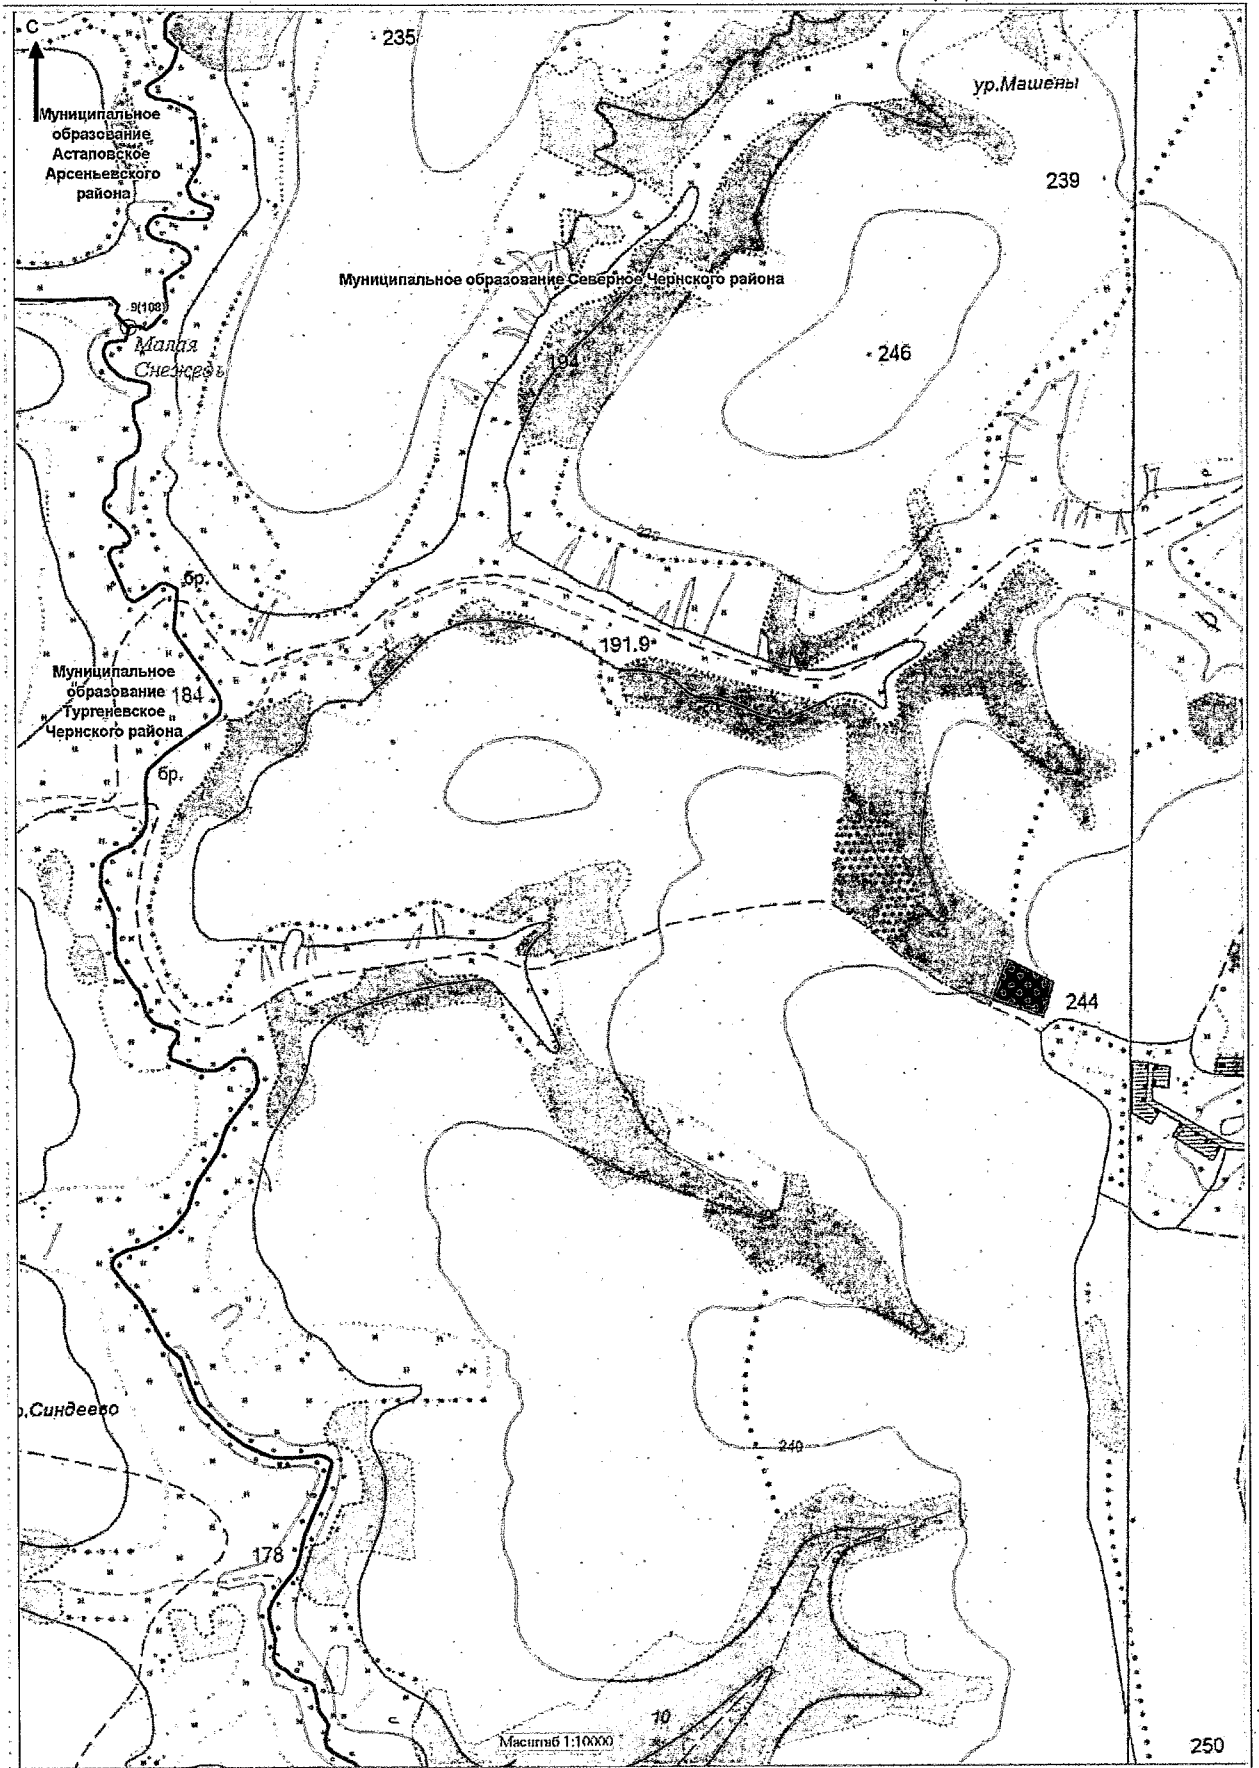 С
235
ур.Машены
Муниципальное
образование
Астаповское
Арсеньевского
района
239
Муниципальное образование Северное Чернского района
9(108)
Малая
Снежедь
194
246
бр.
191.9
Муниципальное
образование
Тургеневское
Чернского района
184
бр.
244
.Синдеево
240
178
10
Масштаб 1:10000
250